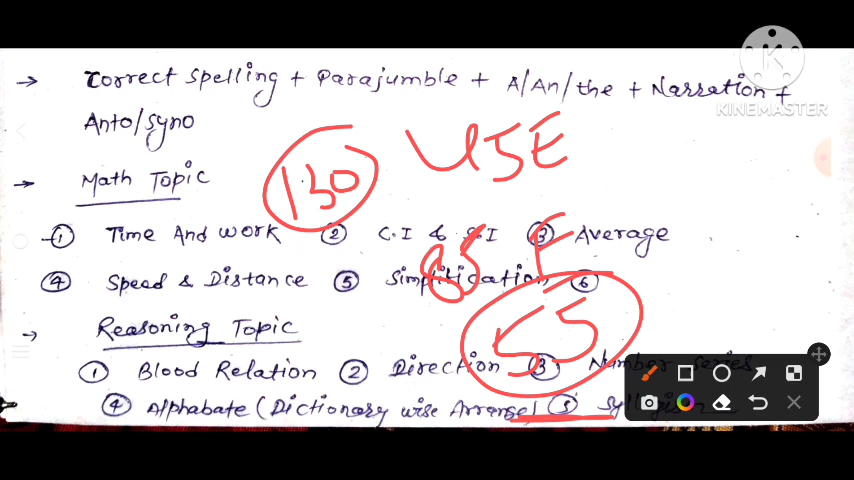 K
KINEMASTER
→ Correct Spelling + Parajumble + A/An/the + Narration +
Anto/Syno
→ Math Topic
130
USE
① Time And Work ② C.I & S.I ③ Average
85 F
④ Speed & Distance ⑤ Simplification ⑥
55
→ Reasoning Topic
① Blood Relation ② Direction ③ Number series
④ Alphabate (Dictionary wise Arrange) ⑤